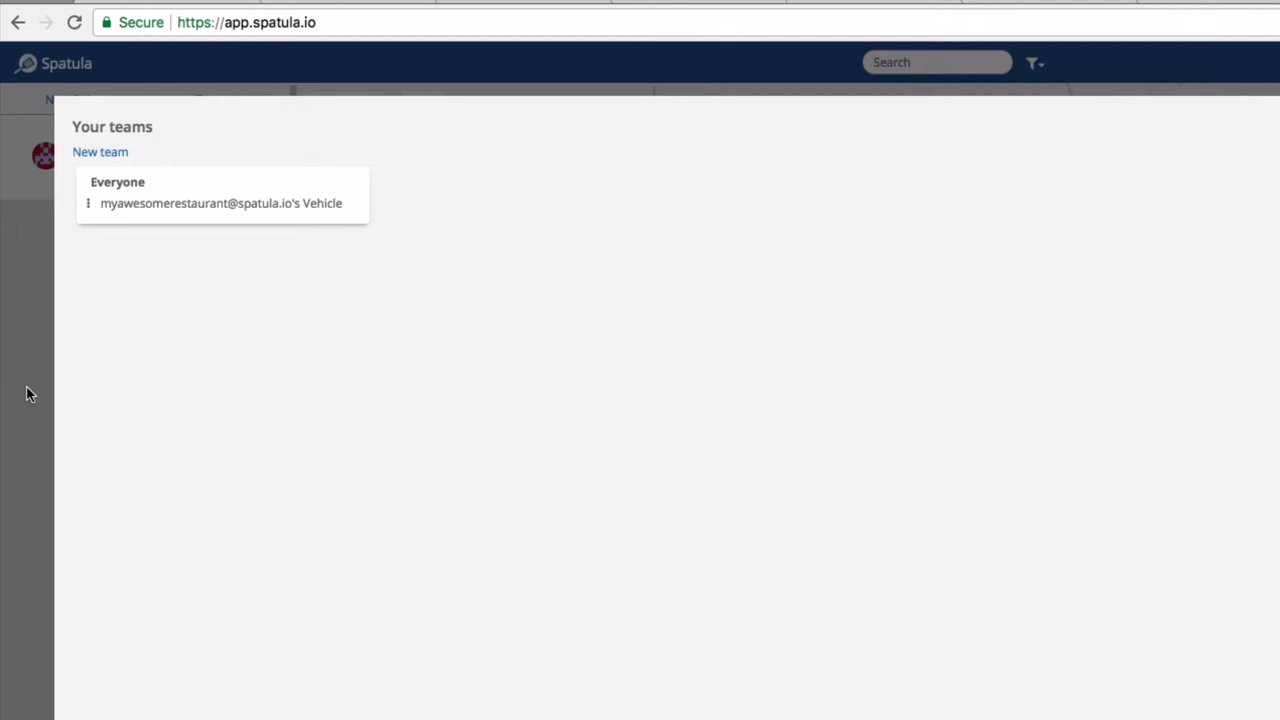 Secure https://app.spatula.io
Spatula
Search
Your teams
New team
Everyone
myawesomerestaurant@spatula.io's Vehicle